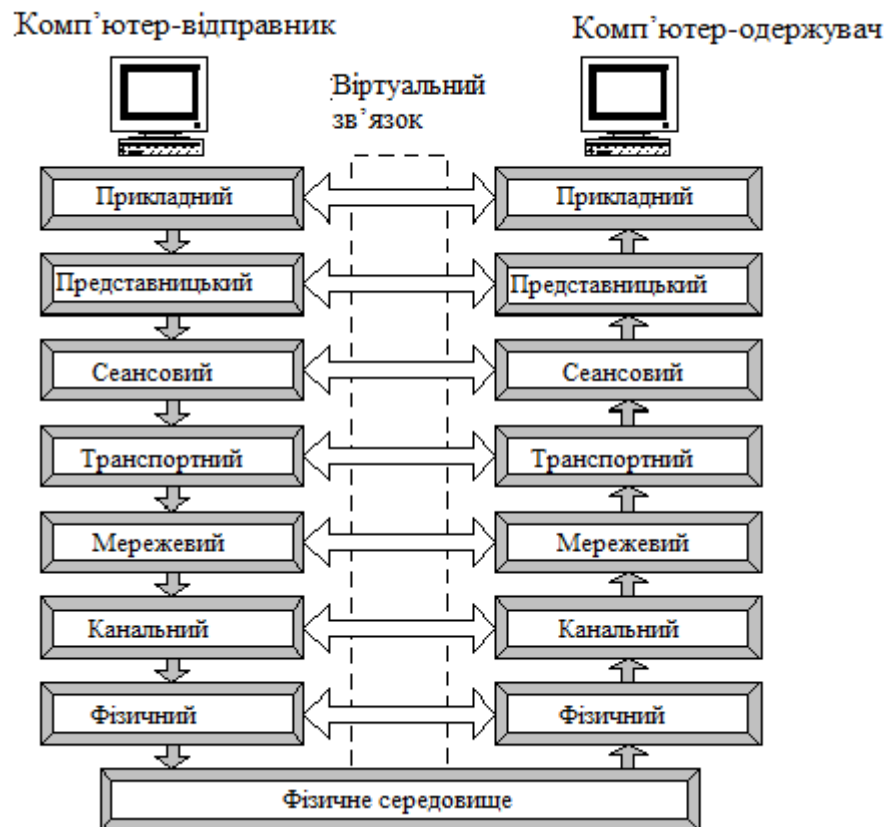 Комп’ютер-відправник
Комп’ютер-одержувач
Віртуальний
зв’язок
Прикладний
Прикладний
Представницький
Представницький
Сеансовий
Сеансовий
Транспортний
Транспортний
Мережевий
Мережевий
Канальний
Канальний
Фізичний
Фізичний
Фізичне середовище